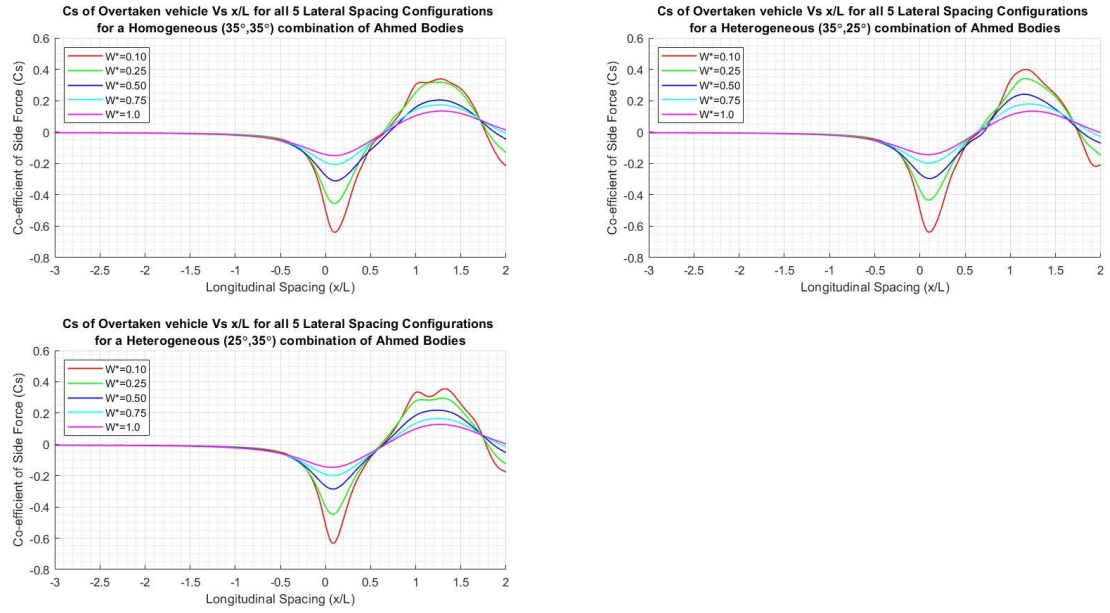 Cs of Overtaken vehicle Vs x/L for all 5 Lateral Spacing Configurations
for a Homogeneous (35°,35°) combination of Ahmed Bodies
Co-efficient of Side Force (Cs)
0.6
0.4
0.2
0
-0.2
-0.4
-0.6
-0.8
W*=0.10
W*=0.25
W*=0.50
W*=0.75
W*=1.0
-3 -2.5 -2 -1.5 -1 -0.5 0 0.5 1 1.5 2
Longitudinal Spacing (x/L)
Cs of Overtaken vehicle Vs x/L for all 5 Lateral Spacing Configurations
for a Heterogeneous (35°,25°) combination of Ahmed Bodies
Co-efficient of Side Force (Cs)
0.6
0.4
0.2
0
-0.2
-0.4
-0.6
-0.8
W*=0.10
W*=0.25
W*=0.50
W*=0.75
W*=1.0
-3 -2.5 -2 -1.5 -1 -0.5 0 0.5 1 1.5 2
Longitudinal Spacing (x/L)
Cs of Overtaken vehicle Vs x/L for all 5 Lateral Spacing Configurations
for a Heterogeneous (25°,35°) combination of Ahmed Bodies
Co-efficient of Side Force (Cs)
0.6
0.4
0.2
0
-0.2
-0.4
-0.6
-0.8
W*=0.10
W*=0.25
W*=0.50
W*=0.75
W*=1.0
-3 -2.5 -2 -1.5 -1 -0.5 0 0.5 1 1.5 2
Longitudinal Spacing (x/L)